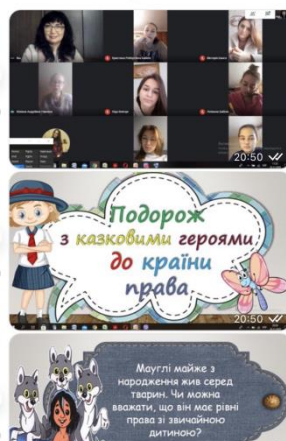 20:50
Подорож
з казковими героями
до країни
права
20:50
Мауглі майже з
народження жив серед
тварин. Чи можна
вважати, що він має рівні
права зі звичайною
дитиною?